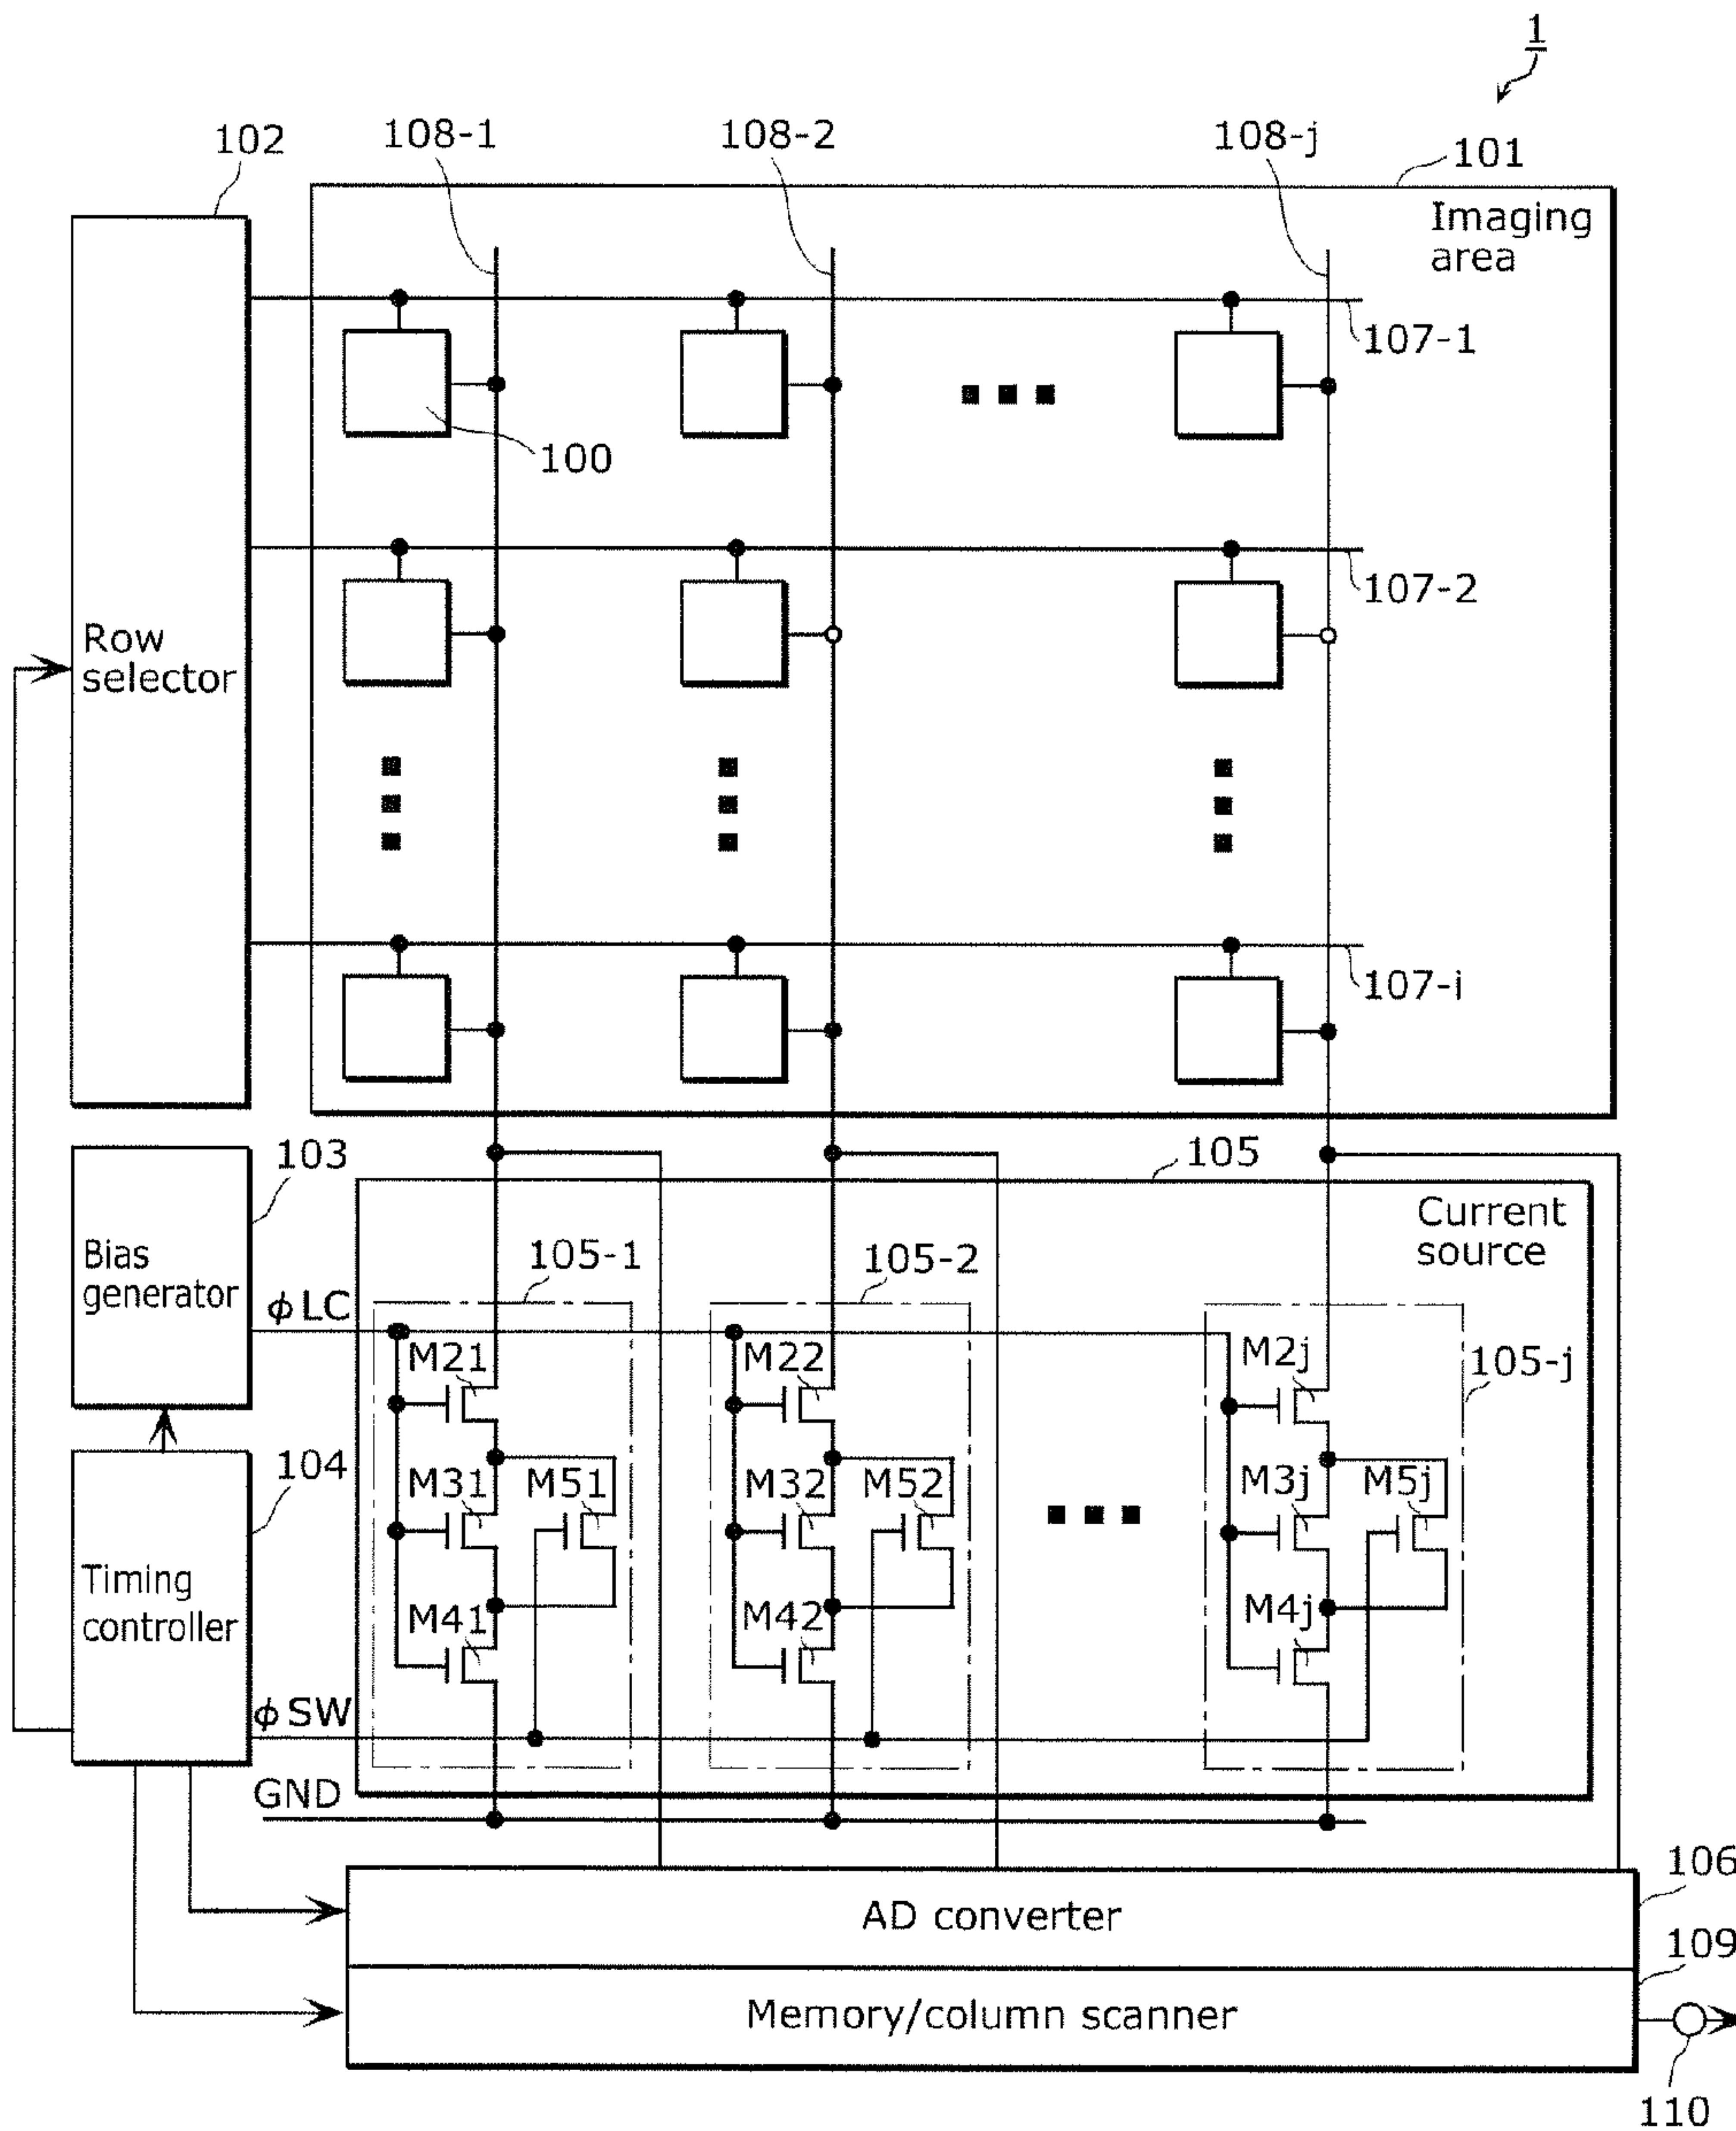 1
102
108-1
108-2
108-j
101
Imaging
area
107-1
100
107-2
Row
selector
107-i
103
105
Current
source
Bias
generator
105-1
105-2
105-j
ϕLC
M21
M22
M2j
104
M31
M51
M32
M52
M3j
M5j
Timing
controller
M41
M42
M4j
ϕSW
GND
106
AD converter
109
Memory/column scanner
110